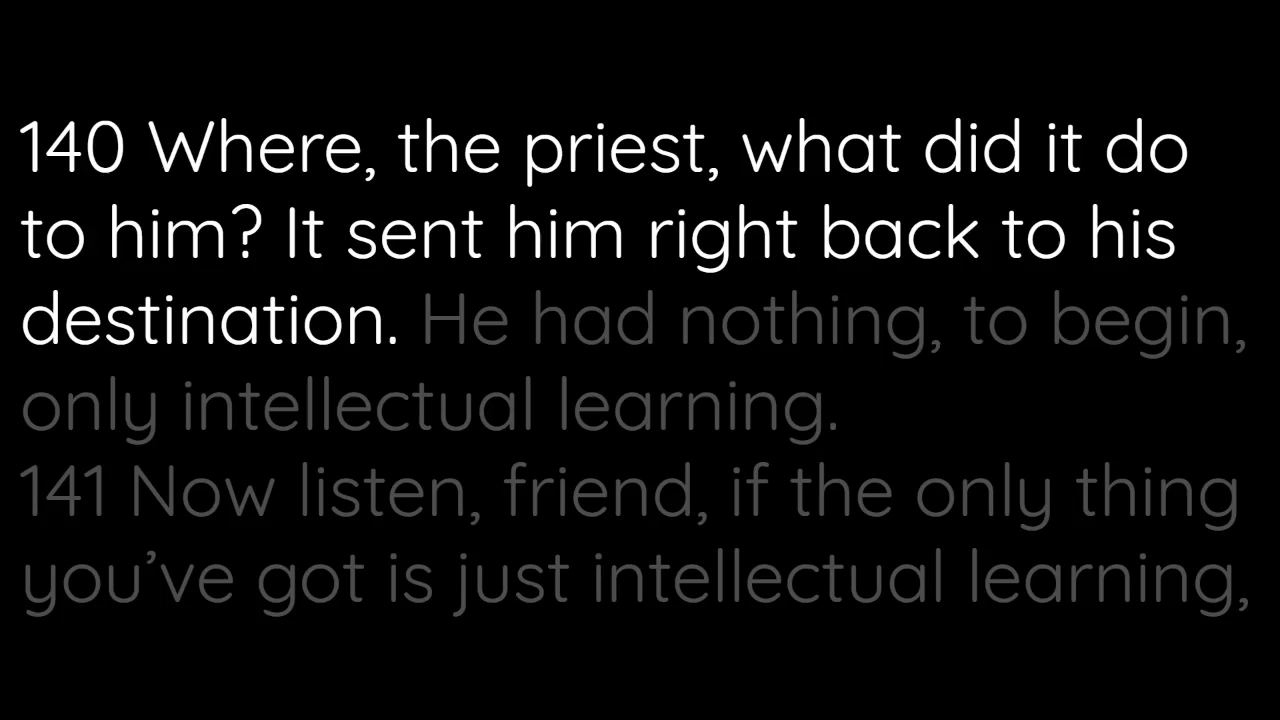 140 Where, the priest, what did it do
to him? It sent him right back to his
destination. He had nothing, to begin,
only intellectual learning.
141 Now listen, friend, if the only thing
you’ve got is just intellectual learning,